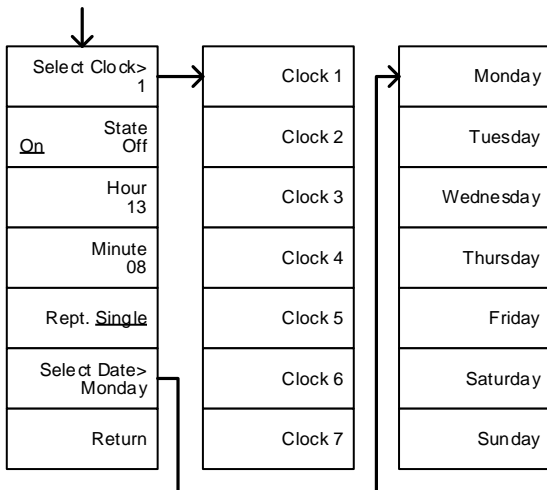 Select Clock>
1
State
On Off
Hour
13
Minute
08
Rept. Single
Select Date>
Monday
Return
Clock 1
Clock 2
Clock 3
Clock 4
Clock 5
Clock 6
Clock 7
Monday
Tuesday
Wednesday
Thursday
Friday
Saturday
Sunday